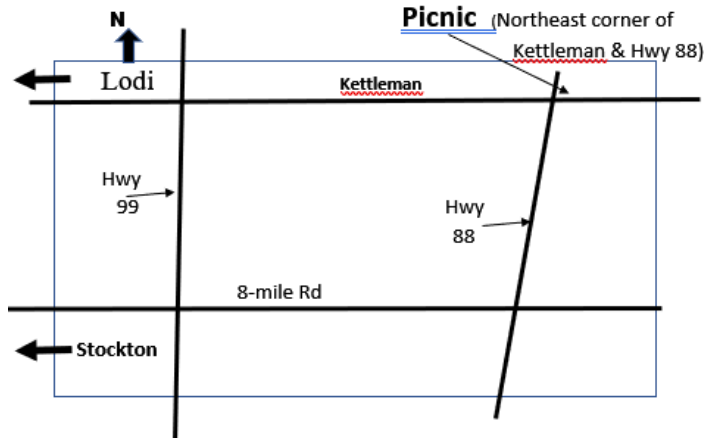 N
Picnic (Northeast corner of
Kettleman & Hwy 88)
Lodi
Kettleman
Hwy
99
Hwy
88
8-mile Rd
Stockton